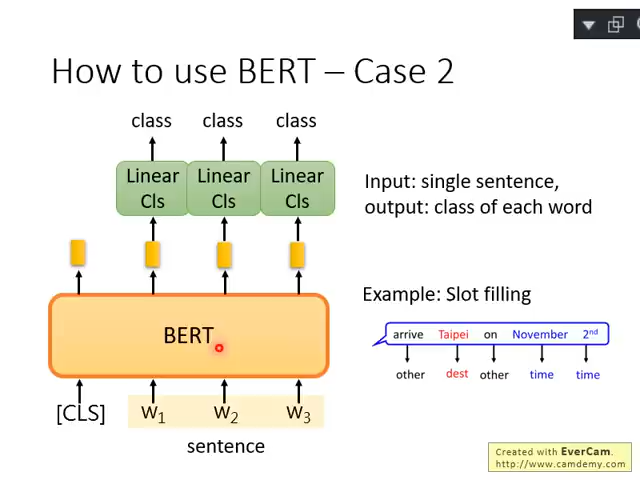 How to use BERT – Case 2
class class class
Linear Cls Linear Cls Linear Cls
Input: single sentence,
output: class of each word
BERT
[CLS] w1 w2 w3
sentence
Example: Slot filling
arrive Taipei on November 2nd
other dest other time time
Created with EverCam.
http://www.camdemy.com